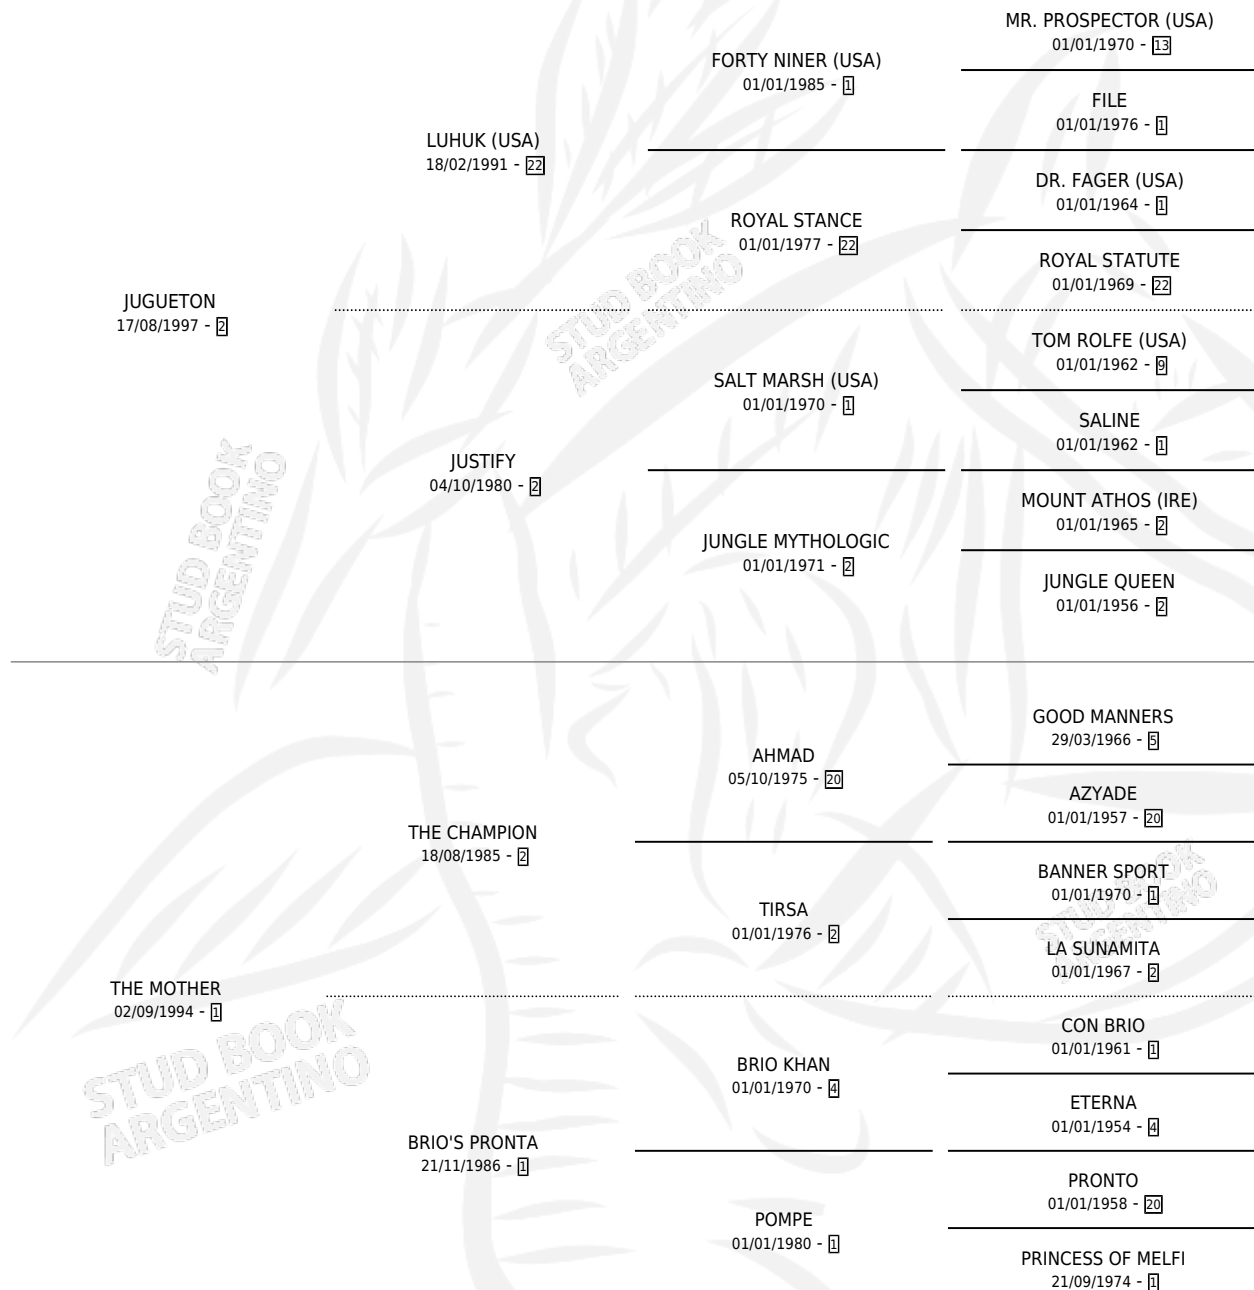 MR. PROSPECTOR (USA)
01/01/1970 - 13
FORTY NINER (USA)
01/01/1985 - 1
FILE
01/01/1976 - 1
LUHUK (USA)
18/02/1991 - 22
DR. FAGER (USA)
01/01/1964 - 1
ROYAL STANCE
01/01/1977 - 22
ROYAL STATUTE
01/01/1969 - 22
JUGUETON
17/08/1997 - 2
STUD BOOK
ARGENTINO
TOM ROLFE (USA)
01/01/1962 - 9
SALT MARSH (USA)
01/01/1970 - 1
SALINE
01/01/1962 - 1
JUSTIFY
04/10/1980 - 2
MOUNT ATHOS (IRE)
01/01/1965 - 2
JUNGLE MYTHOLOGIC
01/01/1971 - 2
JUNGLE QUEEN
01/01/1956 - 2
STUD BOOK
ARGENTINO
GOOD MANNERS
29/03/1966 - 5
AHMAD
05/10/1975 - 20
AZYADE
01/01/1957 - 20
THE CHAMPION
18/08/1985 - 2
BANNER SPORT
01/01/1970 - 1
TIRSA
01/01/1976 - 2
STUD BOOK
ARGENTINO
LA SUNAMITA
01/01/1967 - 2
THE MOTHER
02/09/1994 - 1
CON BRIO
01/01/1961 - 1
BRIO KHAN
01/01/1970 - 4
STUD BOOK
ARGENTINO
ETERNA
01/01/1954 - 4
BRIO'S PRONTA
21/11/1986 - 1
PRONTO
01/01/1958 - 20
POMPE
01/01/1980 - 1
PRINCESS OF MELFI
21/09/1974 - 1